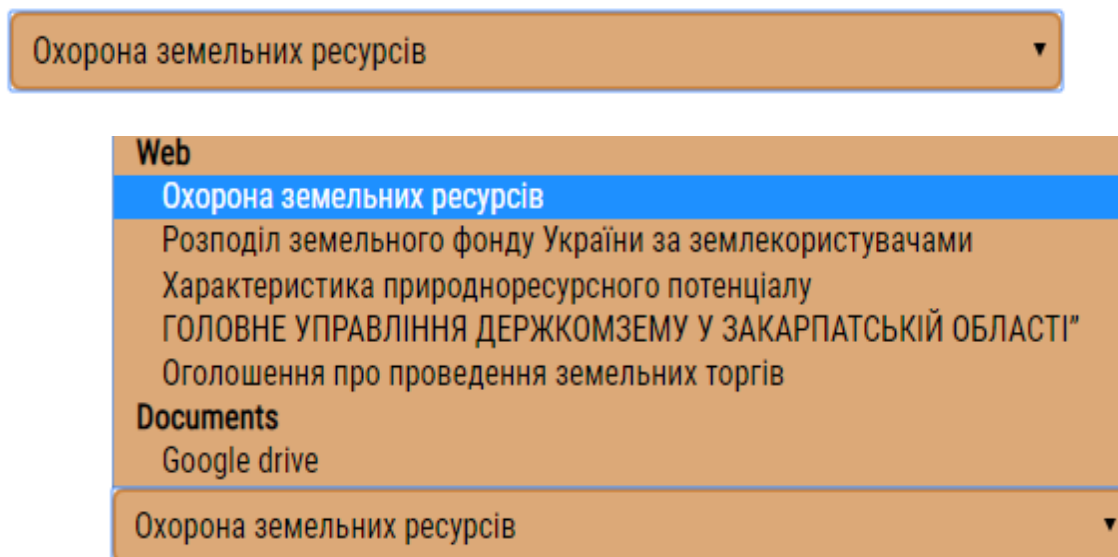 Охорона земельних ресурсів
Web
Охорона земельних ресурсів
Розподіл земельного фонду України за землекористувачами
Характеристика природноресурсного потенціалу
ГОЛОВНЕ УПРАВЛІННЯ ДЕРЖКОМЗЕМУ У ЗАКАРПАТСЬКІЙ ОБЛАСТІ”
Оголошення про проведення земельних торгів
Documents
Google drive
Охорона земельних ресурсів